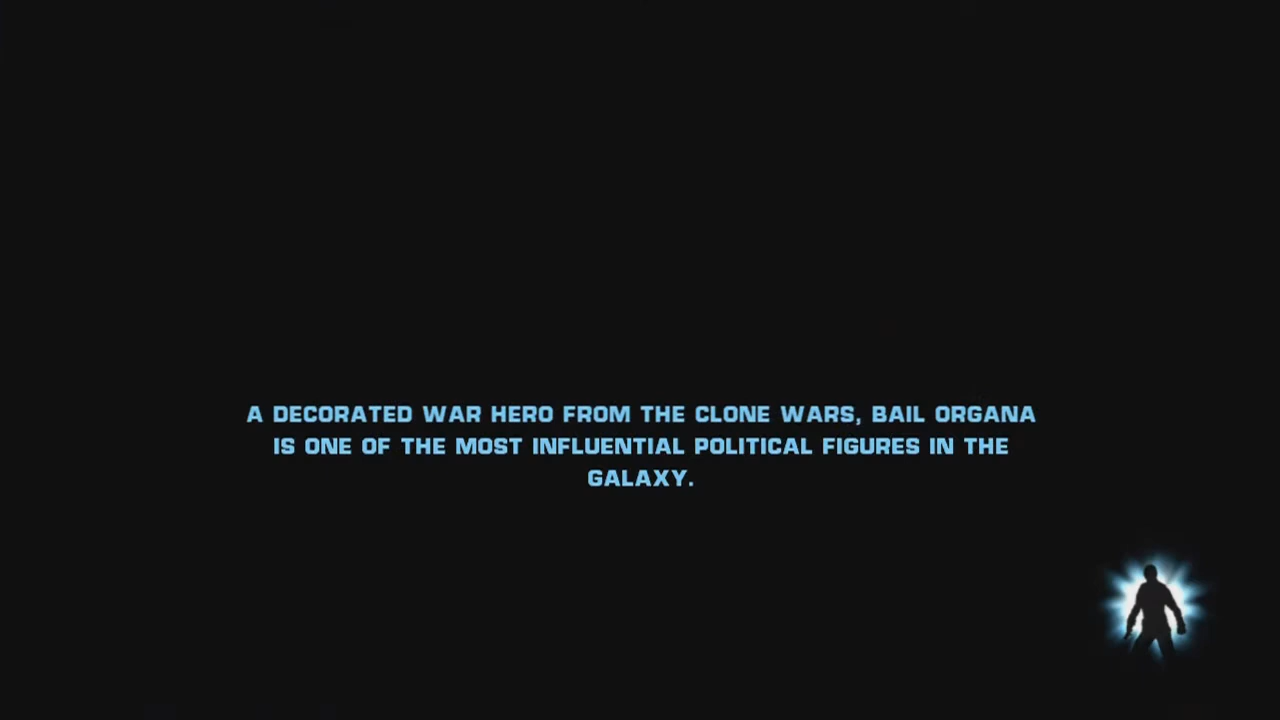 A DECORATED WAR HERO FROM THE CLONE WARS, BAIL ORGANA
IS ONE OF THE MOST INFLUENTIAL POLITICAL FIGURES IN THE
GALAXY.